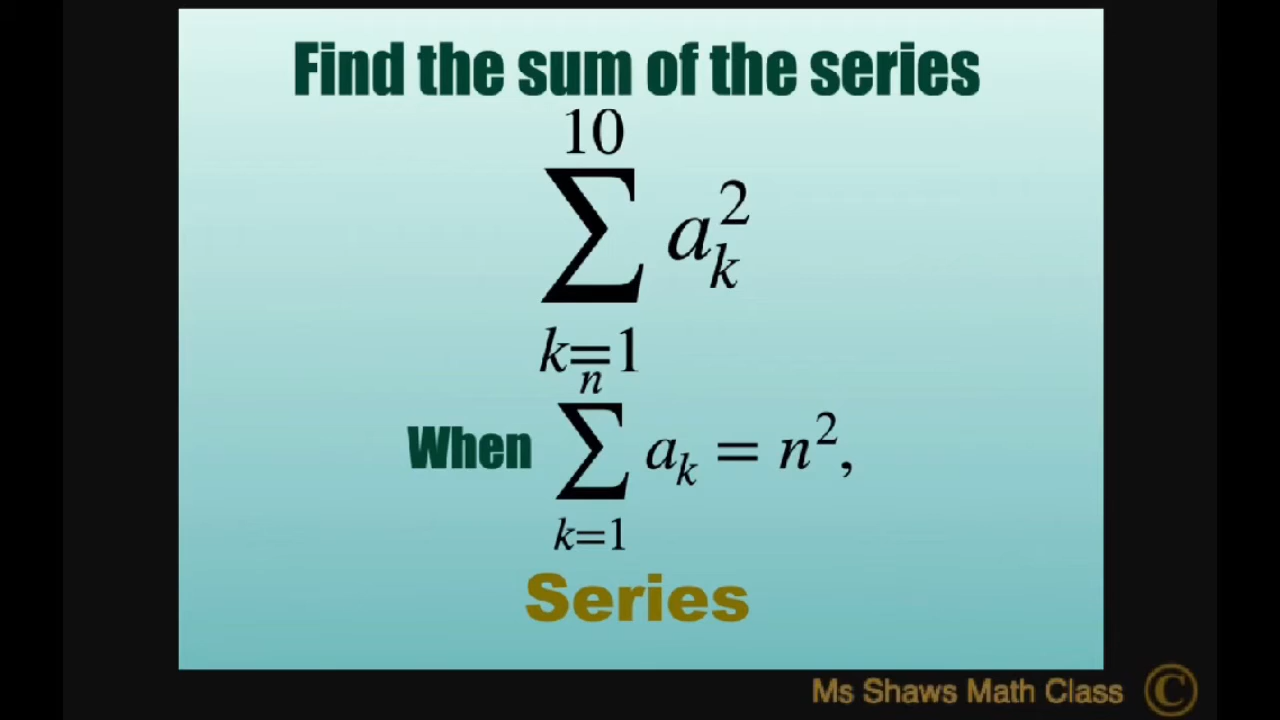 Find the sum of the series
10
∑ a_k^2
k=1
n
When ∑ a_k = n^2,
k=1
Series
Ms Shaws Math Class ©